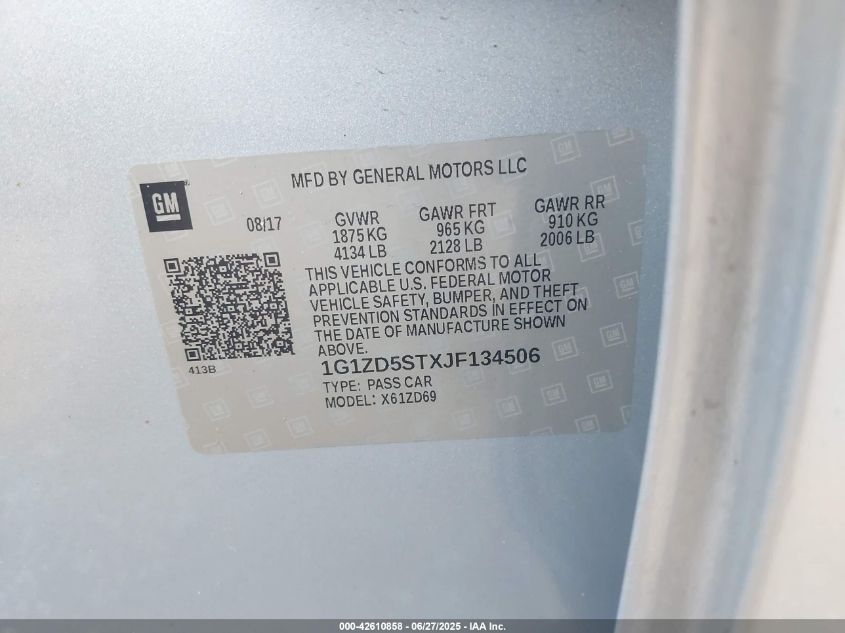 MFD BY GENERAL MOTORS LLC
GM
08/17
GVWR GAWR FRT GAWR RR
1875 KG 965 KG 910 KG
4134 LB 2128 LB 2006 LB
THIS VEHICLE CONFORMS TO ALL
APPLICABLE U.S. FEDERAL MOTOR
VEHICLE SAFETY, BUMPER, AND THEFT
PREVENTION STANDARDS IN EFFECT ON
THE DATE OF MANUFACTURE SHOWN
ABOVE.
413B
1G1ZD5STXJF134506
TYPE: PASS CAR
MODEL: X61ZD69
000-42610858 - 06/27/2025 - IAA Inc.